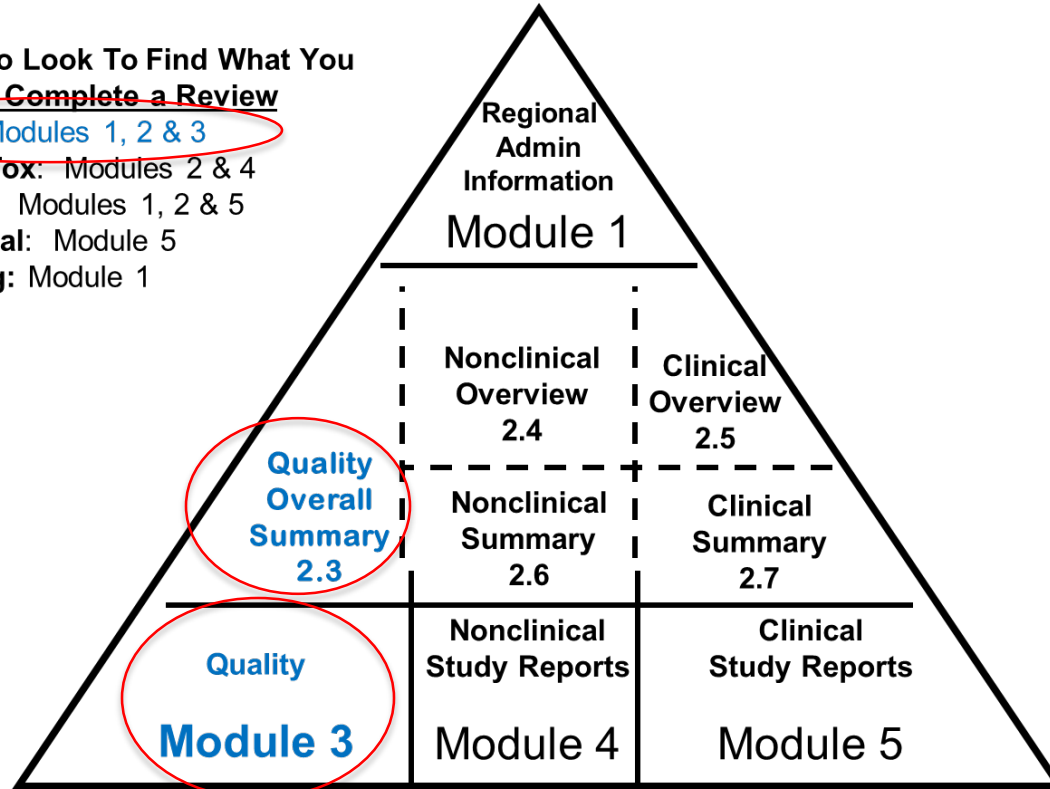 o Look To Find What You
Complete a Review
Modules 1, 2 & 3
ox: Modules 2 & 4
Modules 1, 2 & 5
al: Module 5
g: Module 1
Regional
Admin
Information
Module 1
Nonclinical
Overview
2.4
Clinical
Overview
2.5
Quality
Overall
Summary
2.3
Nonclinical
Summary
2.6
Clinical
Summary
2.7
Quality
Module 3
Nonclinical
Study Reports
Module 4
Clinical
Study Reports
Module 5